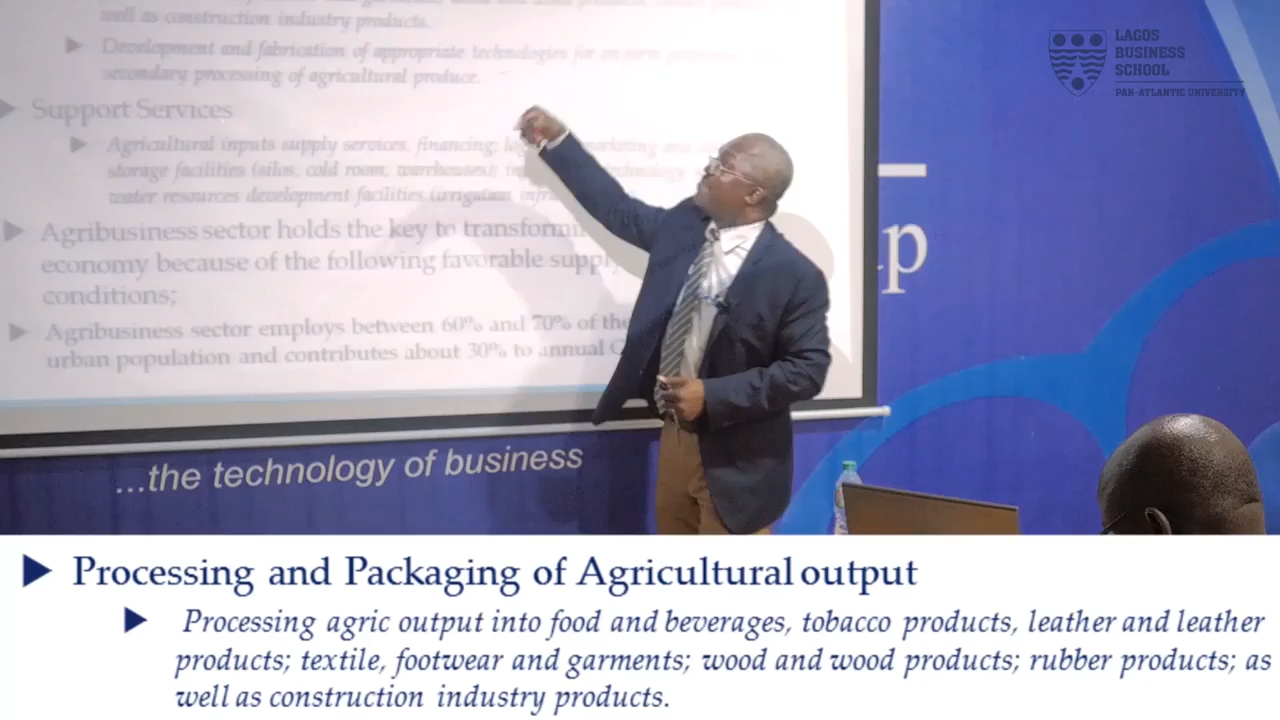 well as construction industry products.
Development and fabrication of appropriate technologies for on-farm
secondary processing of agricultural produce.
Support Services
Agricultural inputs supply services, financing;
storage facilities (silos, cold room, warehouses);
water resources development facilities (irrigation
Agribusiness sector holds the key to
economy because of the following favorable
conditions;
Agribusiness sector employs between 60% and 70% of the
urban population and contributes about 30% to annual
...the technology of business
LAGOS
BUSINESS
SCHOOL
PAN-ATLANTIC UNIVERSITY
Processing and Packaging of Agricultural output
Processing agric output into food and beverages, tobacco products, leather and leather
products; textile, footwear and garments; wood and wood products; rubber products; as
well as construction industry products.